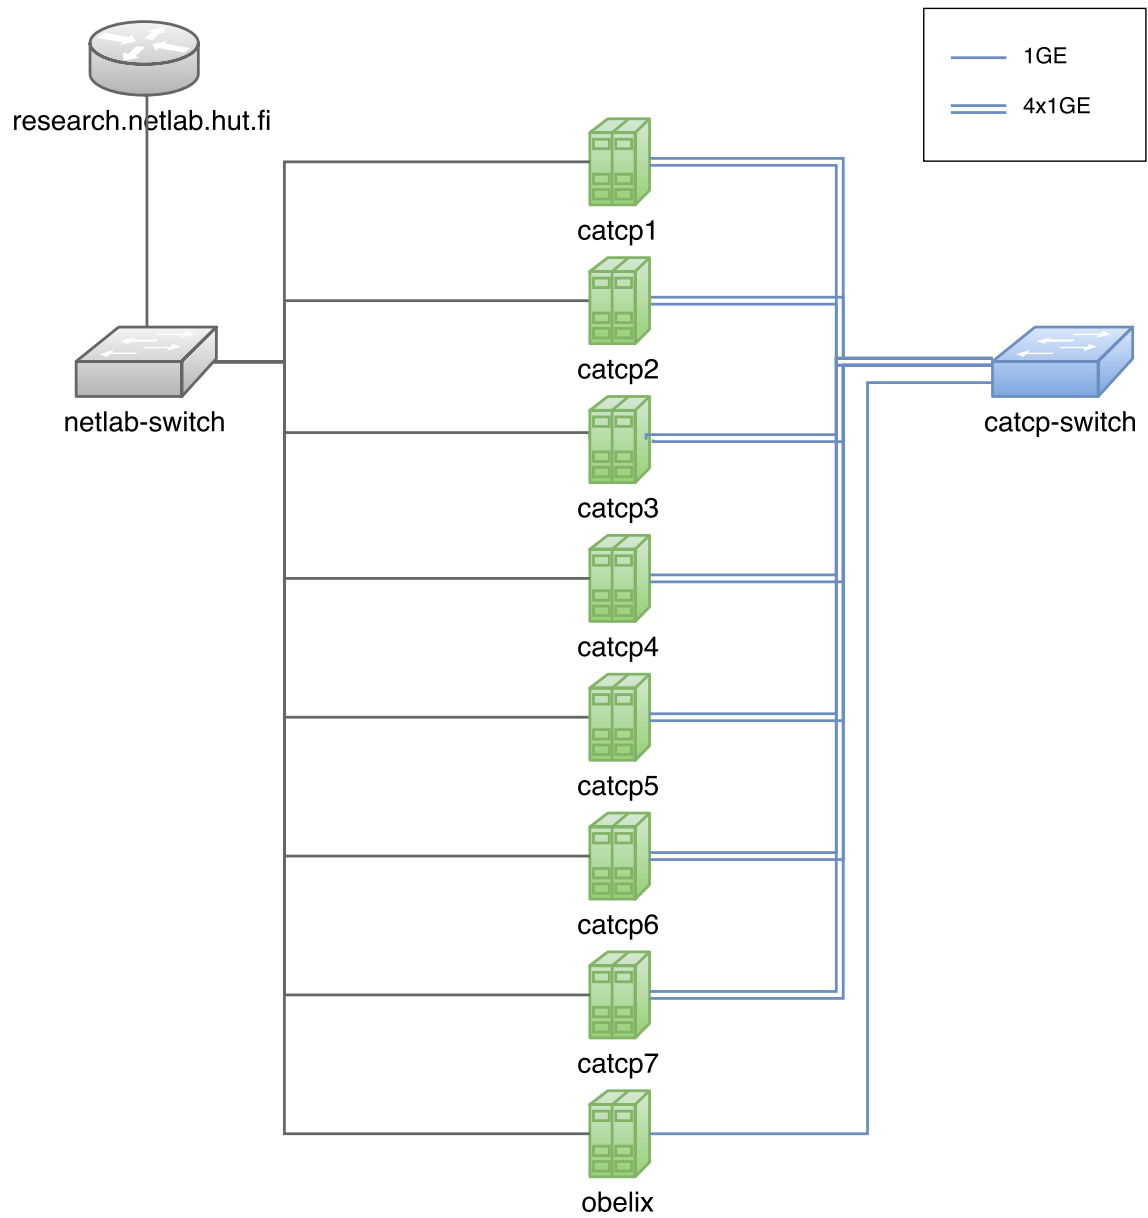 1GE
4x1GE
research.netlab.hut.fi
catcp1
catcp2
netlab-switch
catcp-switch
catcp3
catcp4
catcp5
catcp6
catcp7
obelix